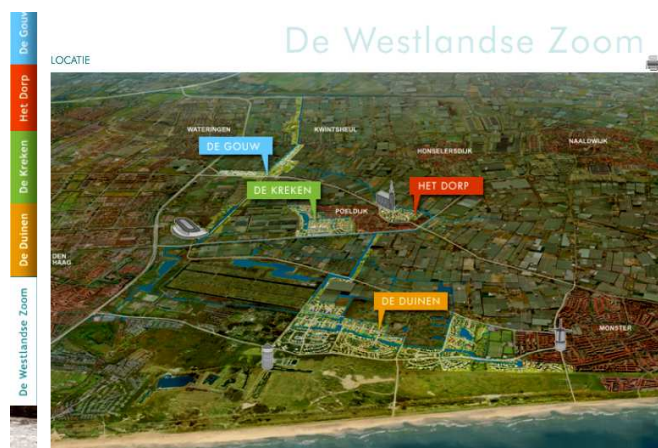 De Westlandse Zoom
LOCATIE
De Gouw
Het Dorp
De Kreken
De Duinen
De Westlandse Zoom
WATERINGEN
KWINTSHEUL
DE GOUW
HONSELERSDIJK
NAALDWIJK
DE KREKEN
HET DORP
POELDIJK
DEN
HAAG
DE DUINEN
MONSTER